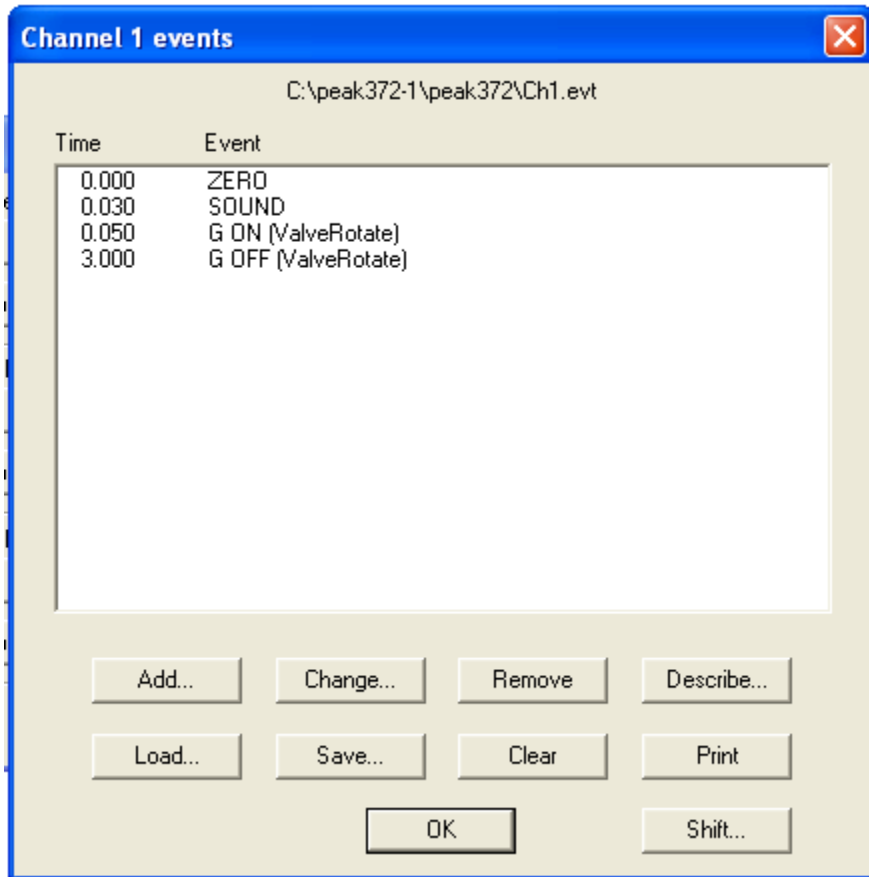 Channel 1 events
C:\peak372-1\peak372\Ch1.evt
Time Event
0.000 ZERO
0.030 SOUND
0.050 G ON (ValveRotate)
3.000 G OFF (ValveRotate)
Add... Change... Remove Describe...
Load... Save... Clear Print
OK Shift...